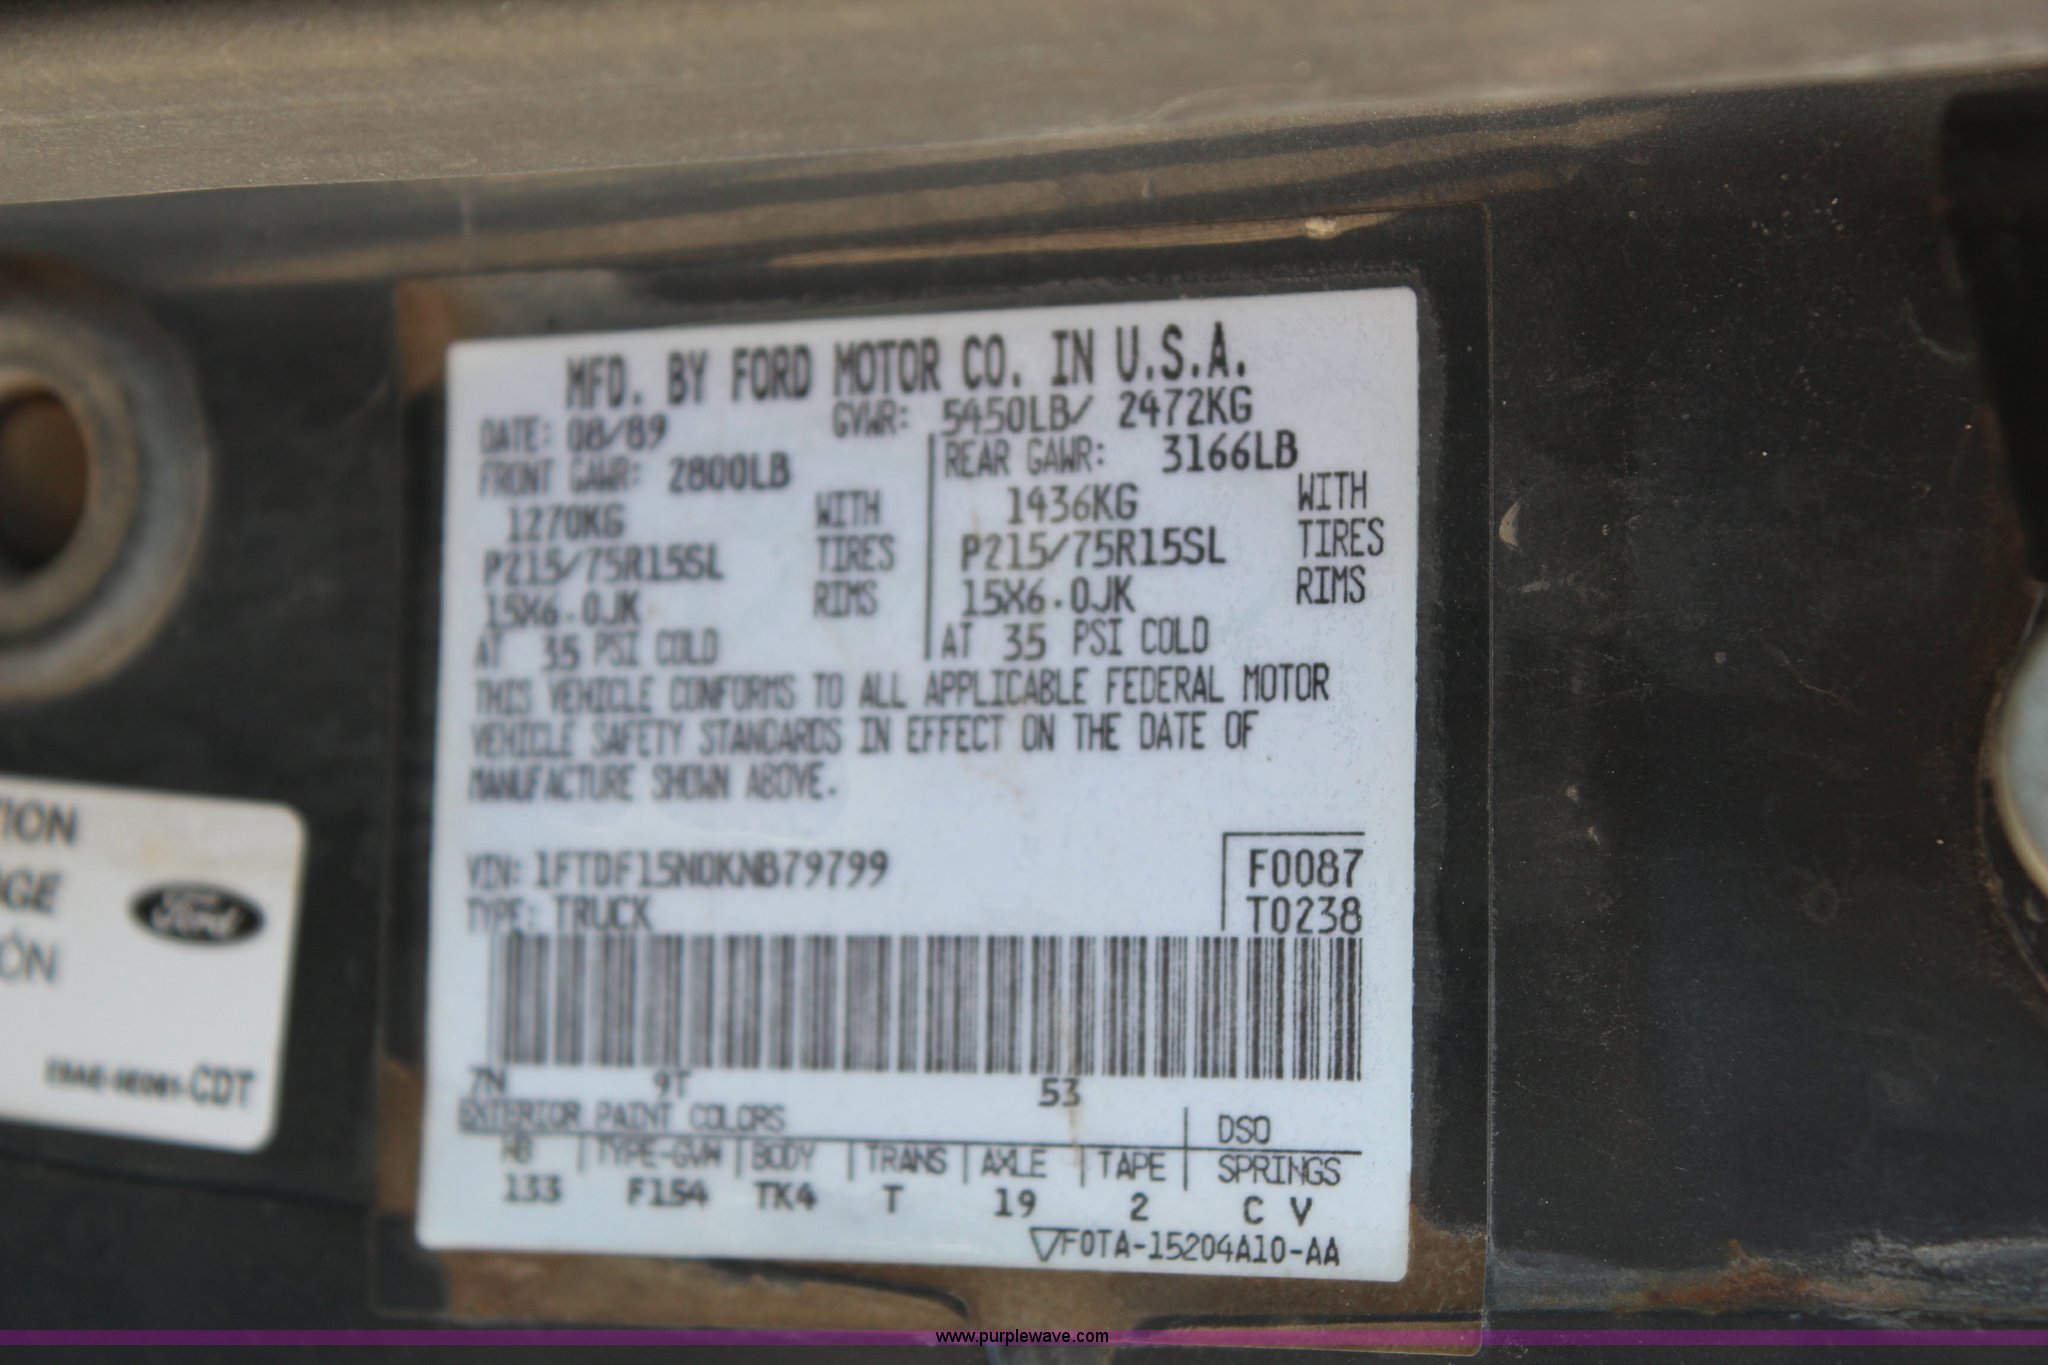 MFD. BY FORD MOTOR CO. IN U.S.A.
DATE: 08/89 GVWR: 5450LB/ 2472KG
FRONT GAWR: 2800LB REAR GAWR: 3166LB
1270KG WITH 1436KG WITH
P215/75R15SL TIRES P215/75R15SL TIRES
15X6.0JK RIMS 15X6.0JK RIMS
AT 35 PSI COLD AT 35 PSI COLD
THIS VEHICLE CONFORMS TO ALL APPLICABLE FEDERAL MOTOR
VEHICLE SAFETY STANDARDS IN EFFECT ON THE DATE OF
MANUFACTURE SHOWN ABOVE.
VIN: 1FTDF15N0KNB79799 F0087
TYPE: TRUCK T0238
7N 9T 53
EXTERIOR PAINT COLORS DSO
WB TYPE-GVW BODY TRANS AXLE TAPE SPRINGS
133 F154 TK4 T 19 2 C V
F0TA-15204A10-AA
TION
AGE
ÓN
Ford
www.purplewave.com